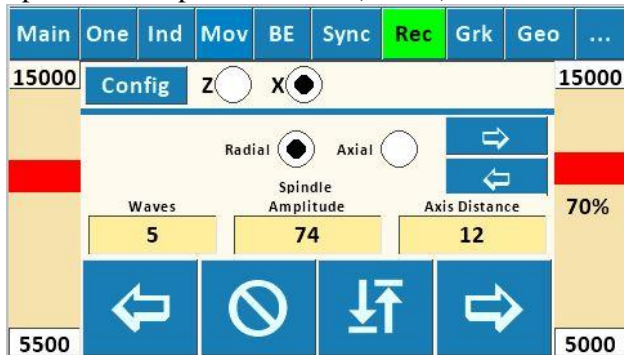 Main One Ind Mov BE Sync Rec Grk Geo ...
15000 Config Z X 15000
Radial Axial
Spindle
Waves Amplitude Axis Distance 70%
5 74 12
5500 5000